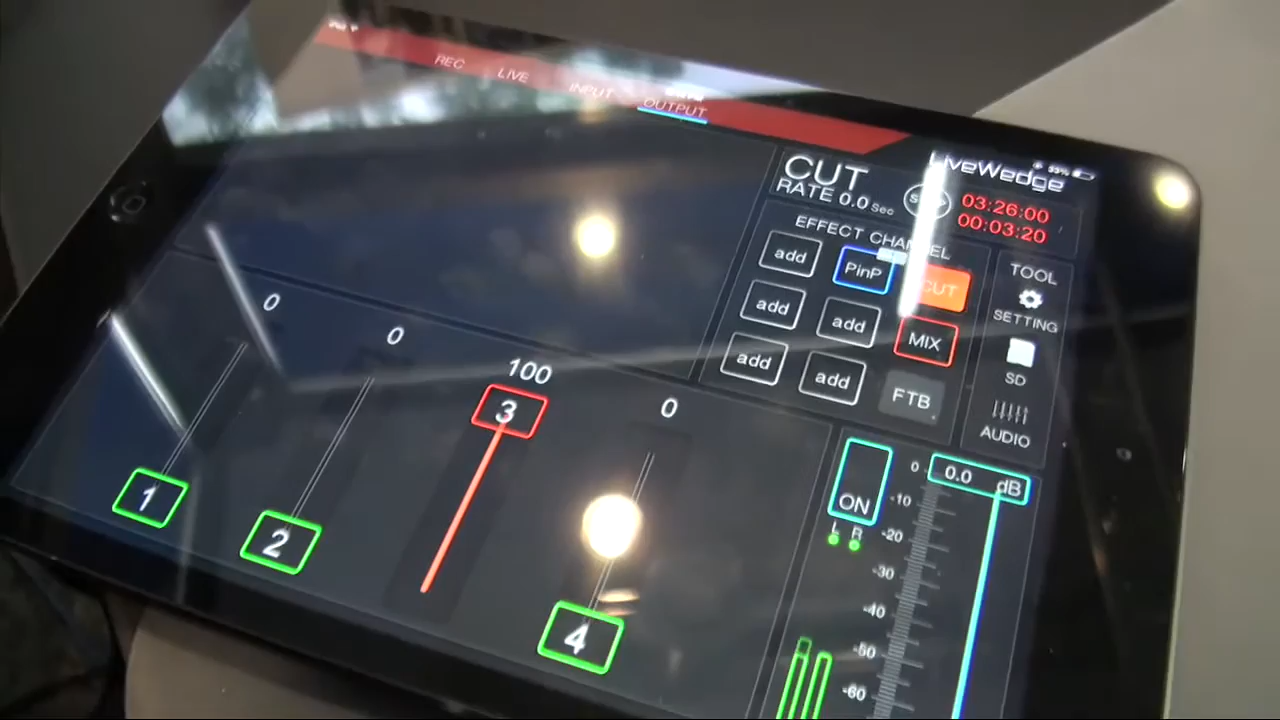 REC LIVE INPUT OUTPUT
LiveWedge
CUT
RATE 0.0 Sec
03:26:00
00:03:20
EFFECT CHANNEL
add PinP CUT
add add MIX
add add FTB
TOOL
SETTING
SD
AUDIO
0 0 100 0
1 2 3 4
ON
L R
0.0 dB
0
-10
-20
-30
-40
-50
-60